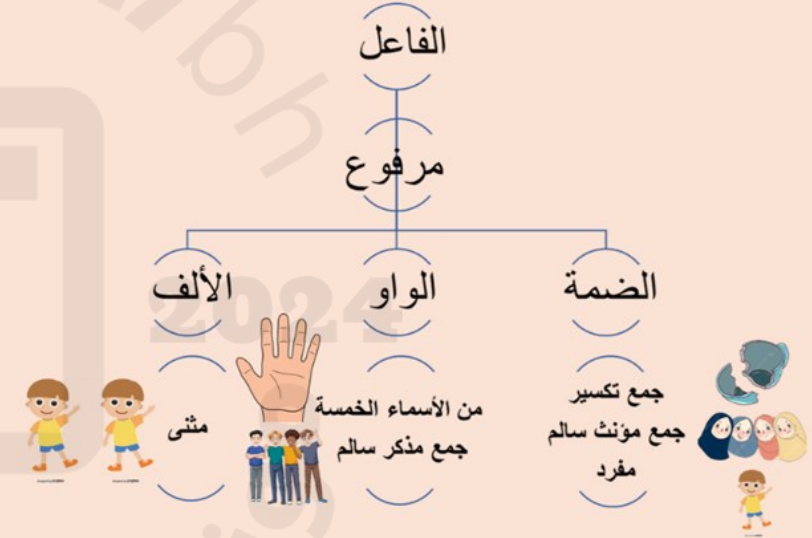 الفاعل
مرفوع
الضمة
الواو
الألف
جمع تكسير
جمع مؤنث سالم
مفرد
من الأسماء الخمسة
جمع مذكر سالم
مثنى
2024